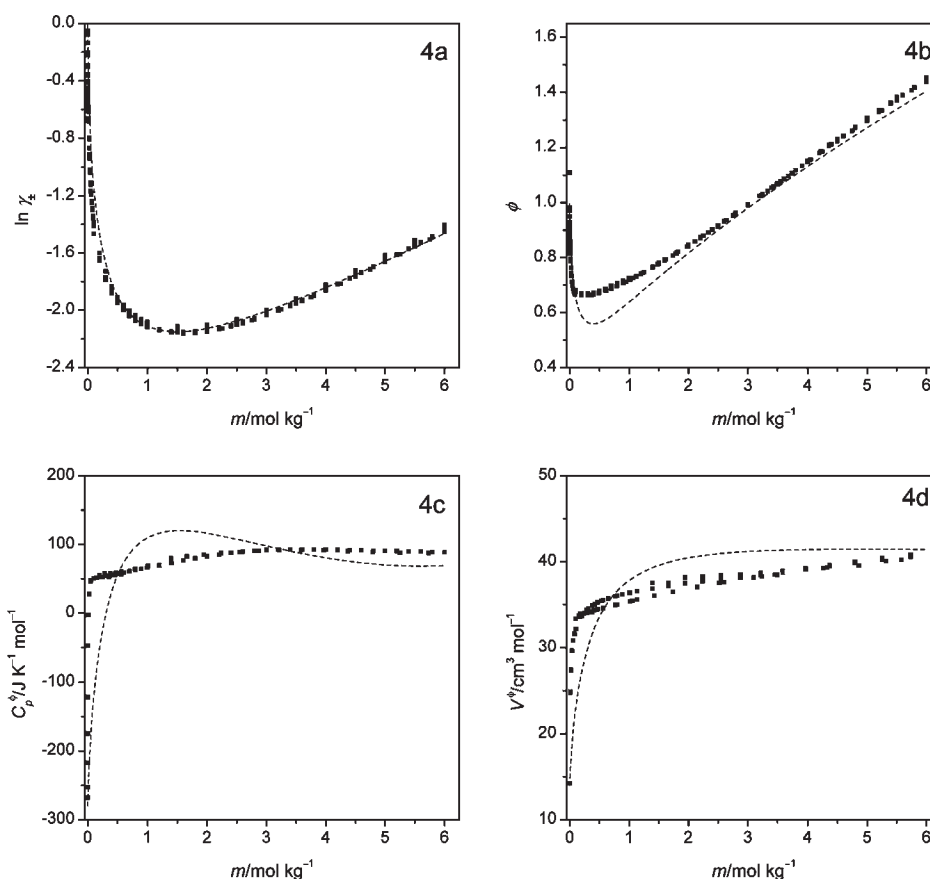 4a
0.0
-0.4
-0.8
-1.2
-1.6
-2.0
-2.4
ln γ±
0 1 2 3 4 5 6
m/mol kg⁻¹
4b
1.6
1.4
1.2
1.0
0.8
0.6
0.4
ϕ
0 1 2 3 4 5 6
m/mol kg⁻¹
4c
200
100
0
-100
-200
-300
Cpϕ/J K⁻¹ mol⁻¹
0 1 2 3 4 5 6
m/mol kg⁻¹
4d
50
40
30
20
10
Vϕ/cm³ mol⁻¹
0 1 2 3 4 5 6
m/mol kg⁻¹